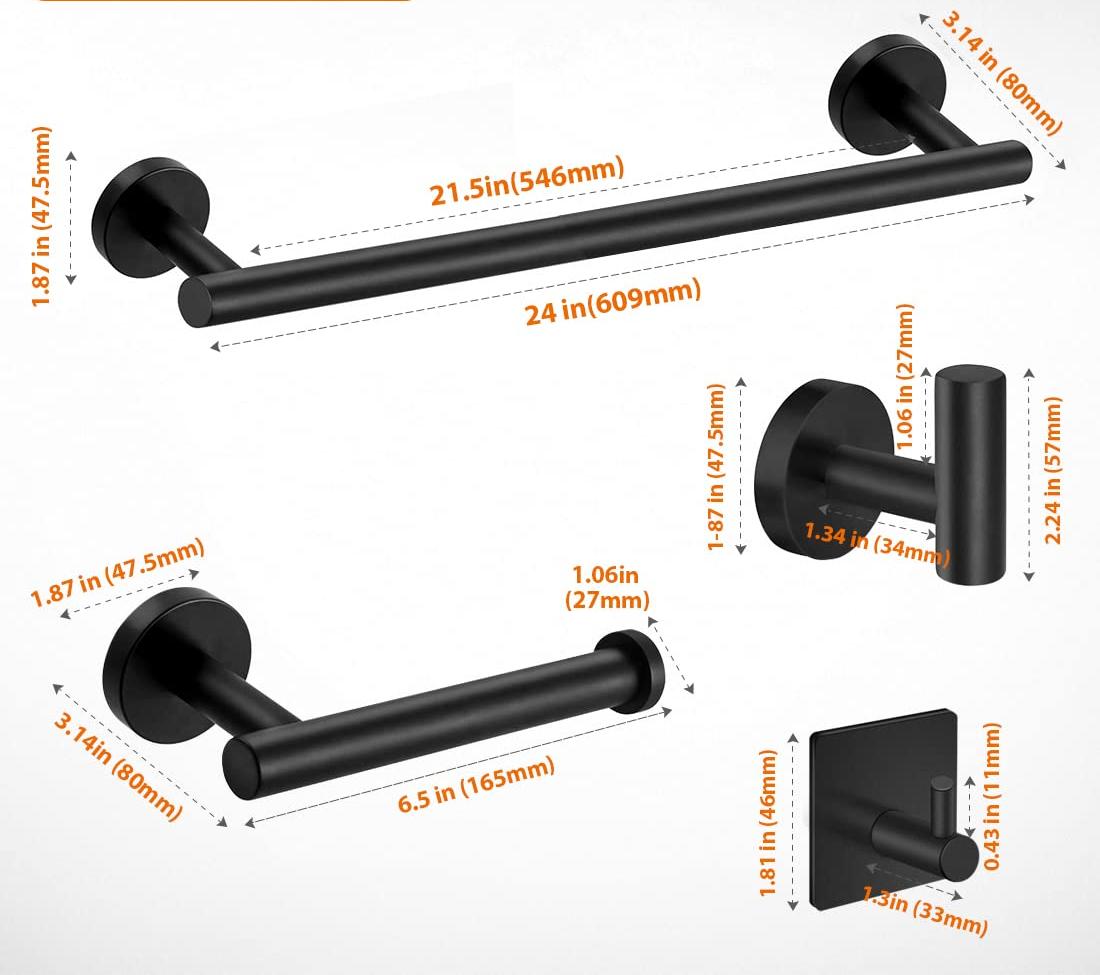 3.14 in (80mm)
1.87 in (47.5mm)
21.5in(546mm)
24 in(609mm)
1.06 in (27mm)
1-87 in (47.5mm)
2.24 in (57mm)
1.34 in (34mm)
1.87 in (47.5mm)
1.06in
(27mm)
3.14in (80mm)
6.5 in (165mm)
1.81 in (46mm)
0.43 in (11mm)
1.3in (33mm)